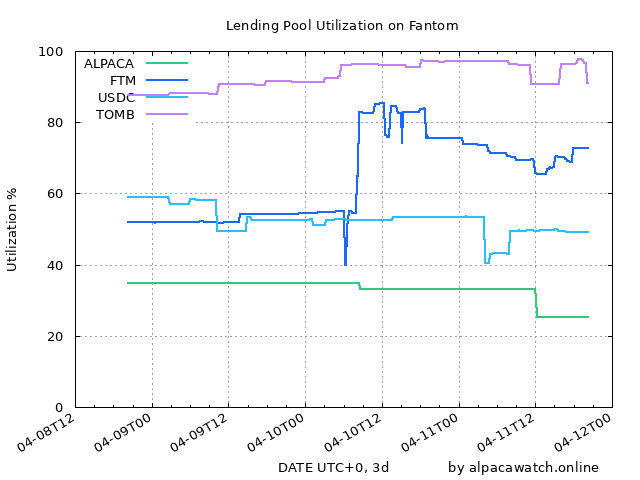 Lending Pool Utilization on Fantom
Utilization %
100
80
60
40
20
0
ALPACA
FTM
USDC
TOMB
04-08T12
04-09T00
04-09T12
04-10T00
04-10T12
04-11T00
04-11T12
04-12T00
DATE UTC+0, 3d
by alpacawatch.online